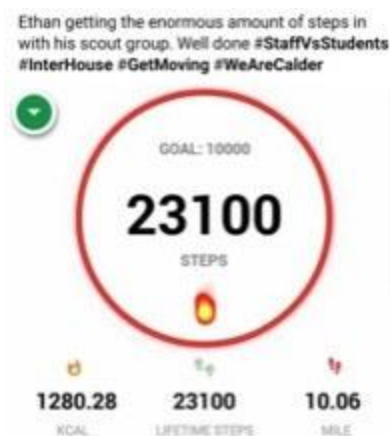 Ethan getting the enormous amount of steps in
with his scout group. Well done #StaffVsStudents
#InterHouse #GetMoving #WeAreCalder
GOAL: 10000
23100
STEPS
1280.28 23100 10.06
KCAL LIFETIME STEPS MILE